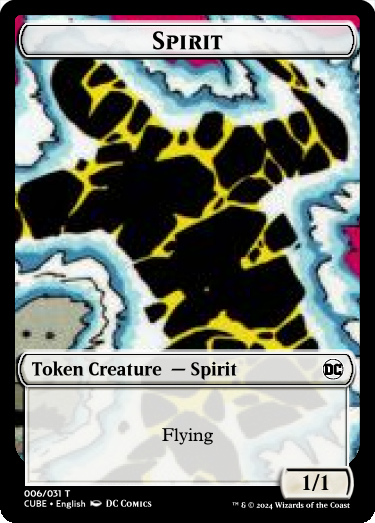 Spirit
Token Creature — Spirit
DC
Flying
1/1
006/031 T
CUBE • English DC Comics
™ & © 2024 Wizards of the Coast